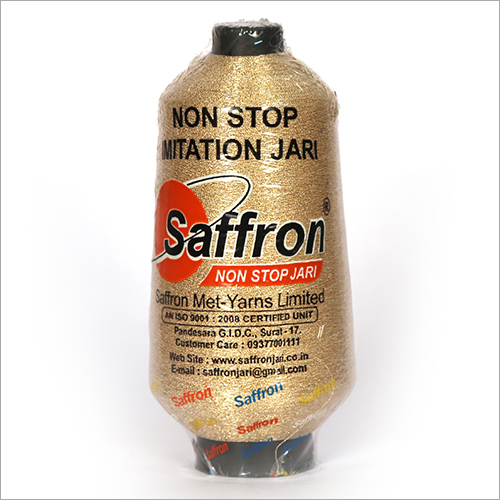 NON STOP
IMITATION JARI
Saffron®
NON STOP JARI
Saffron Met-Yarns Limited
AN ISO 9001 : 2008 CERTIFIED UNIT
Pandesara G.I.D.C., Surat - 17.
Customer Care : 09377001111
Web Site : www.saffronjari.co.in
E-mail : saffronjari@gmail.com
Saffron
Saffron
Saffron
Saffron